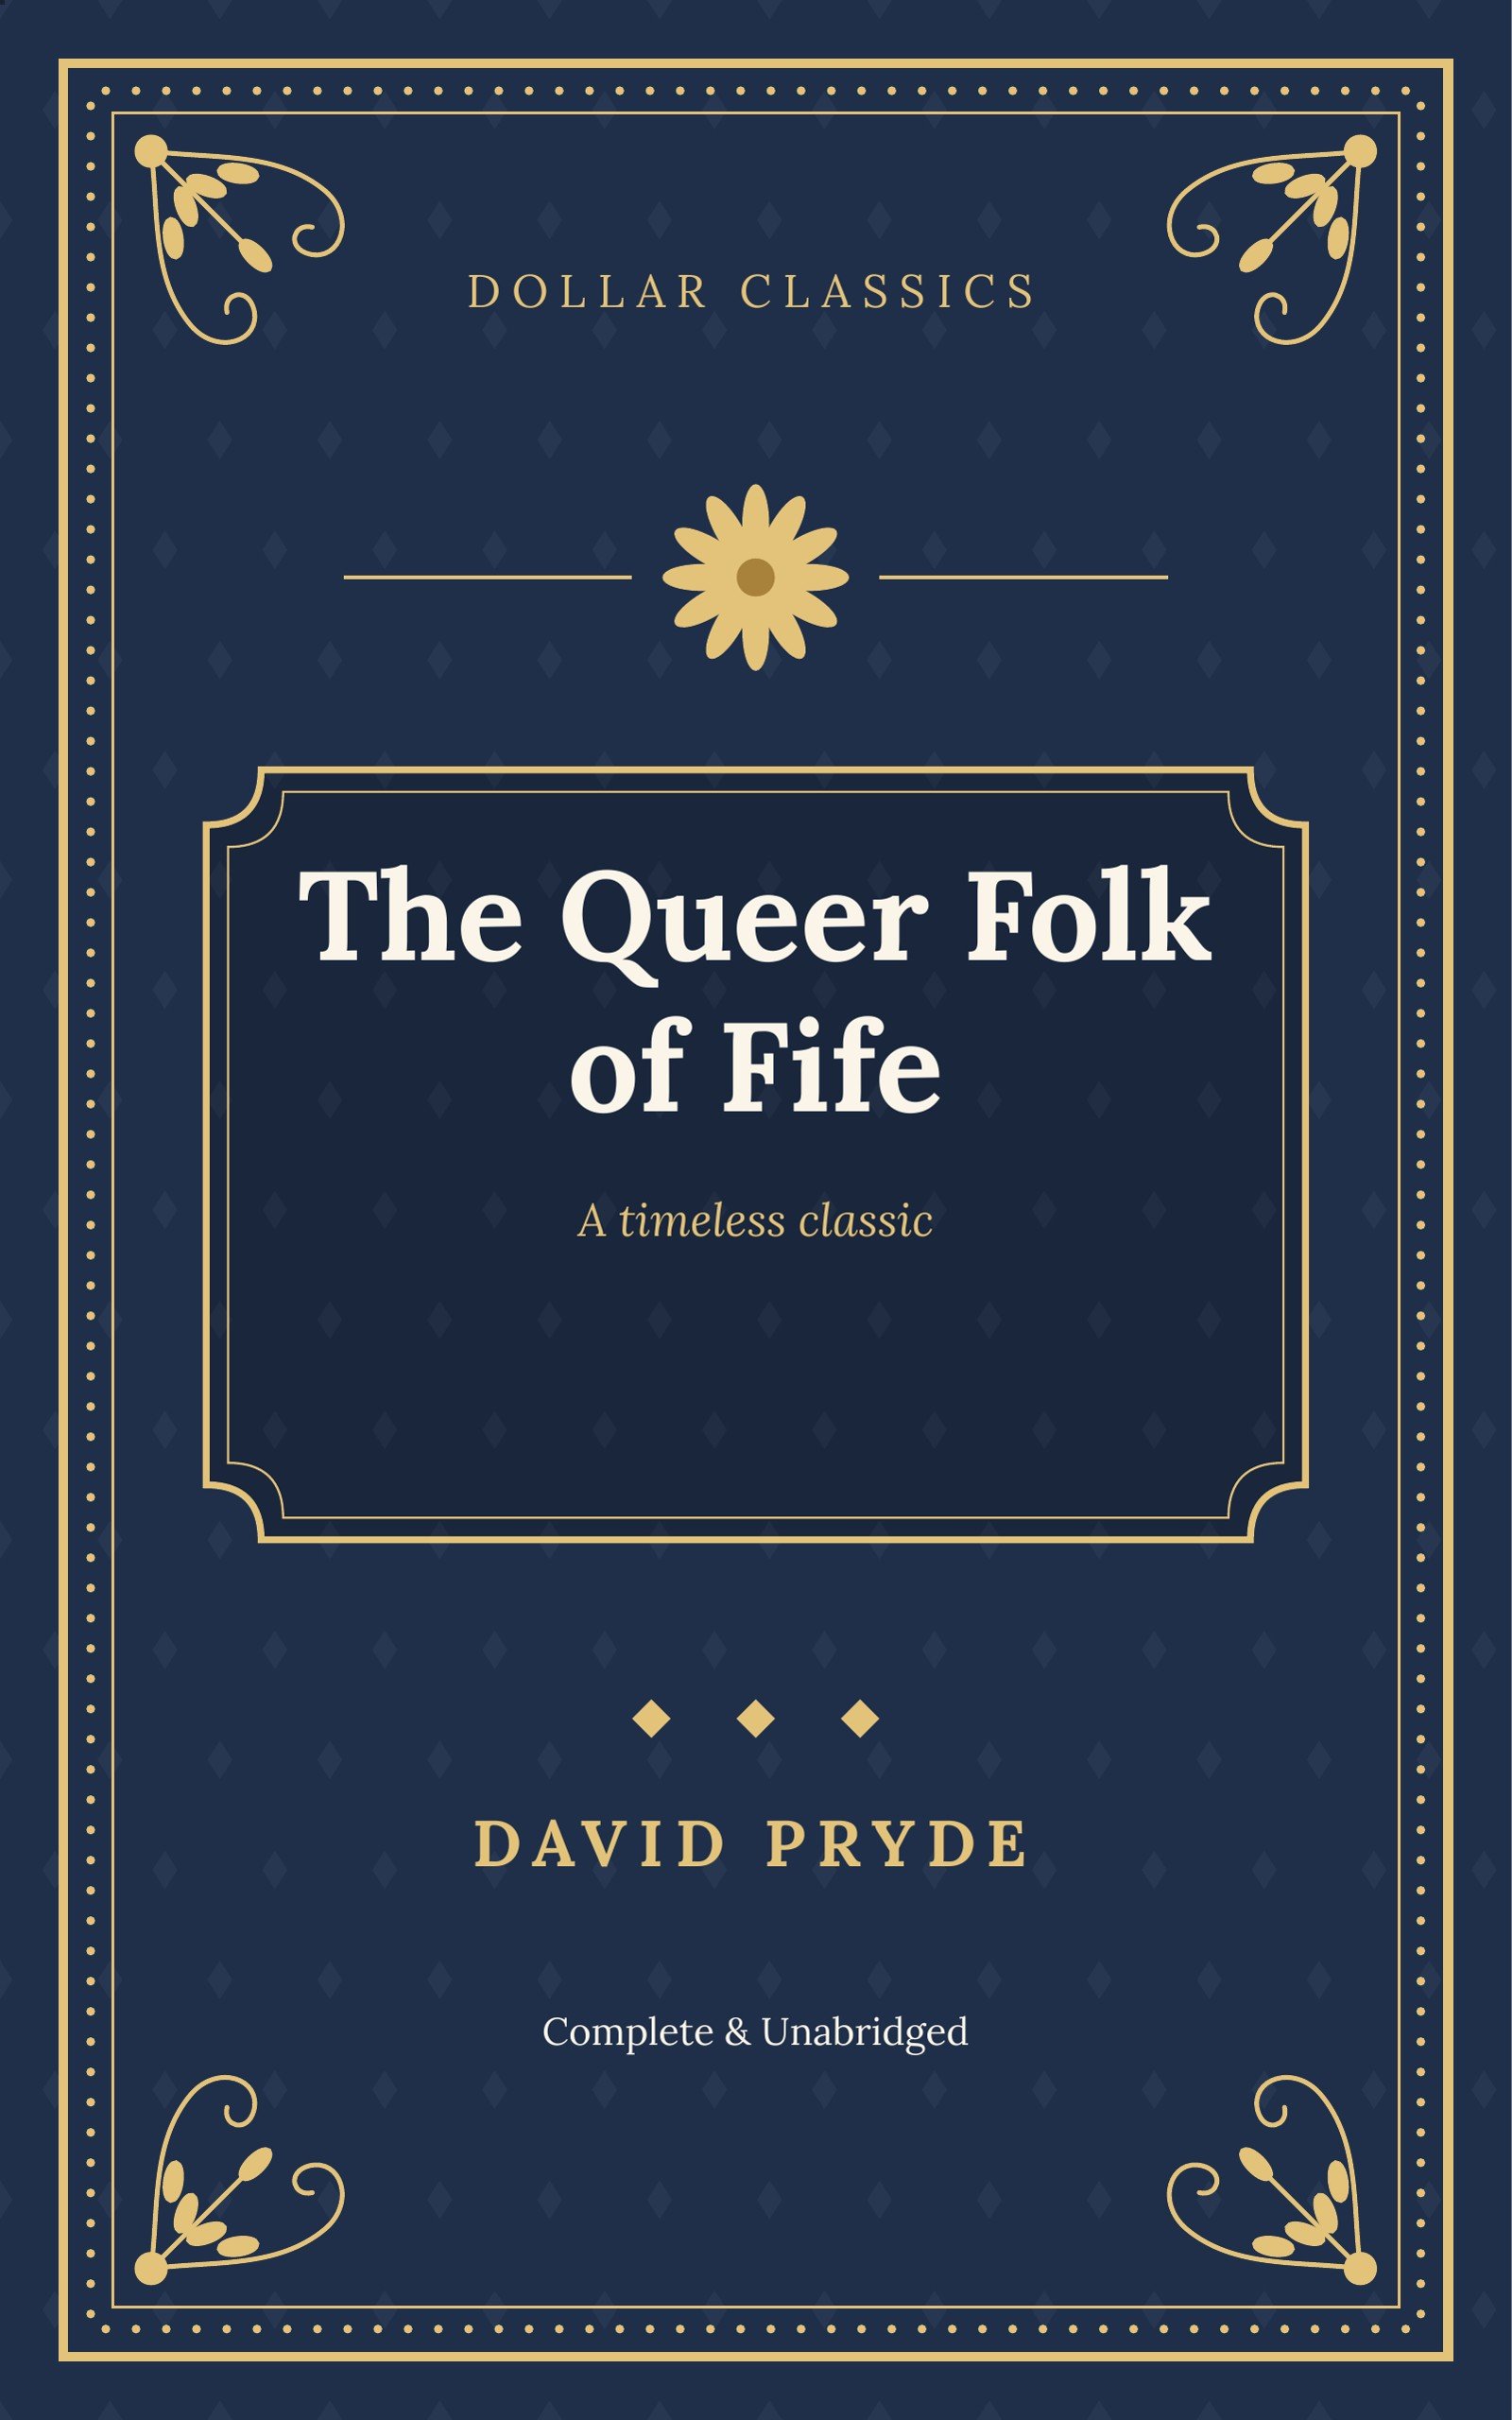 DOLLAR CLASSICS
The Queer Folk
of Fife
A timeless classic
DAVID PRYDE
Complete & Unabridged